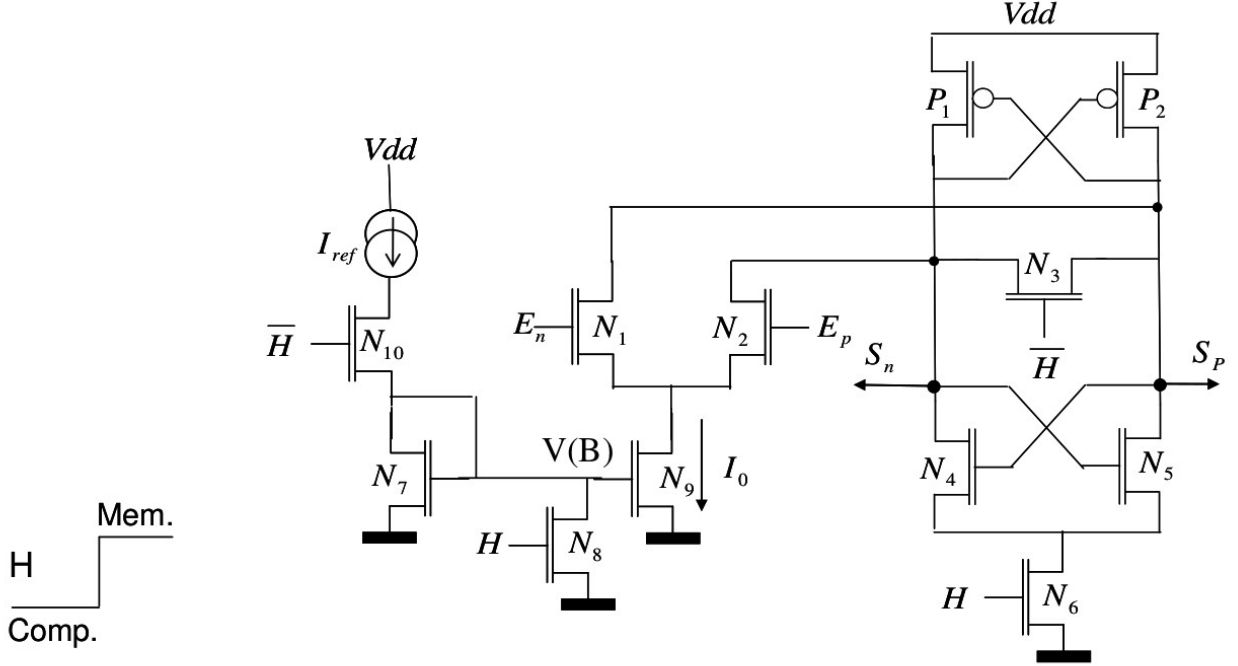 Vdd
P1
P2
Vdd
Iref
N3
H̅
N10
En
N1
N2
Ep
H̅
Sn
SP
V(B)
N7
N9
I0
N4
N5
Mem.
H
Comp.
H
N8
H
N6